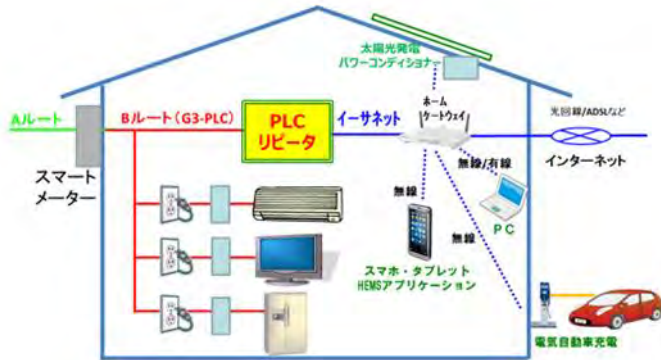 太陽光発電
パワーコンディショナー
Aルート
Bルート(G3-PLC)
PLC
リピータ
イーサネット
ホーム
ゲートウェイ
光回線/ADSLなど
インターネット
スマート
メーター
無線/有線
無線
PC
無線
スマホ・タブレット
HEMSアプリケーション
電気自動車充電